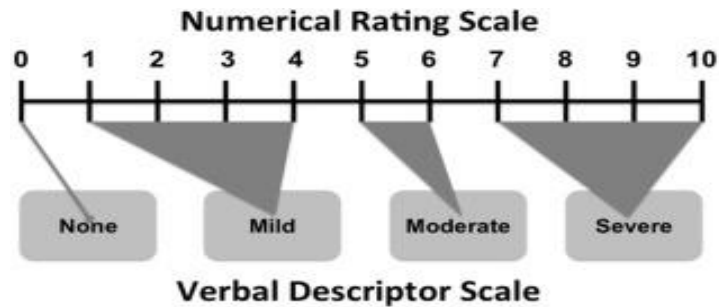 Numerical Rating Scale
0 1 2 3 4 5 6 7 8 9 10
None Mild Moderate Severe
Verbal Descriptor Scale